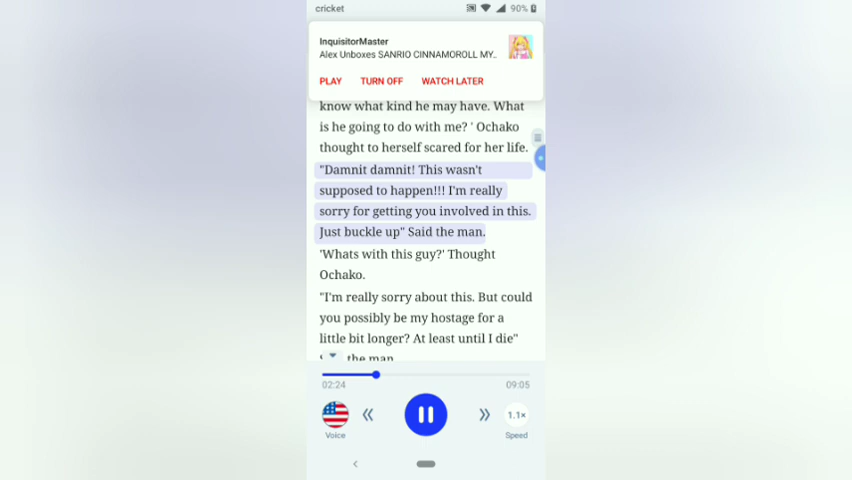 cricket
90%
InquisitorMaster
Alex Unboxes SANRIO CINNAMOROLL MY..
PLAY TURN OFF WATCH LATER
know what kind he may have. What
is he going to do with me? ' Ochako
thought to herself scared for her life.
"Damnit damnit! This wasn't
supposed to happen!!! I'm really
sorry for getting you involved in this.
Just buckle up" Said the man.
'Whats with this guy?' Thought
Ochako.
"I'm really sorry about this. But could
you possibly be my hostage for a
little bit longer? At least until I die"
the man
02:24 09:05
1.1×
Voice Speed